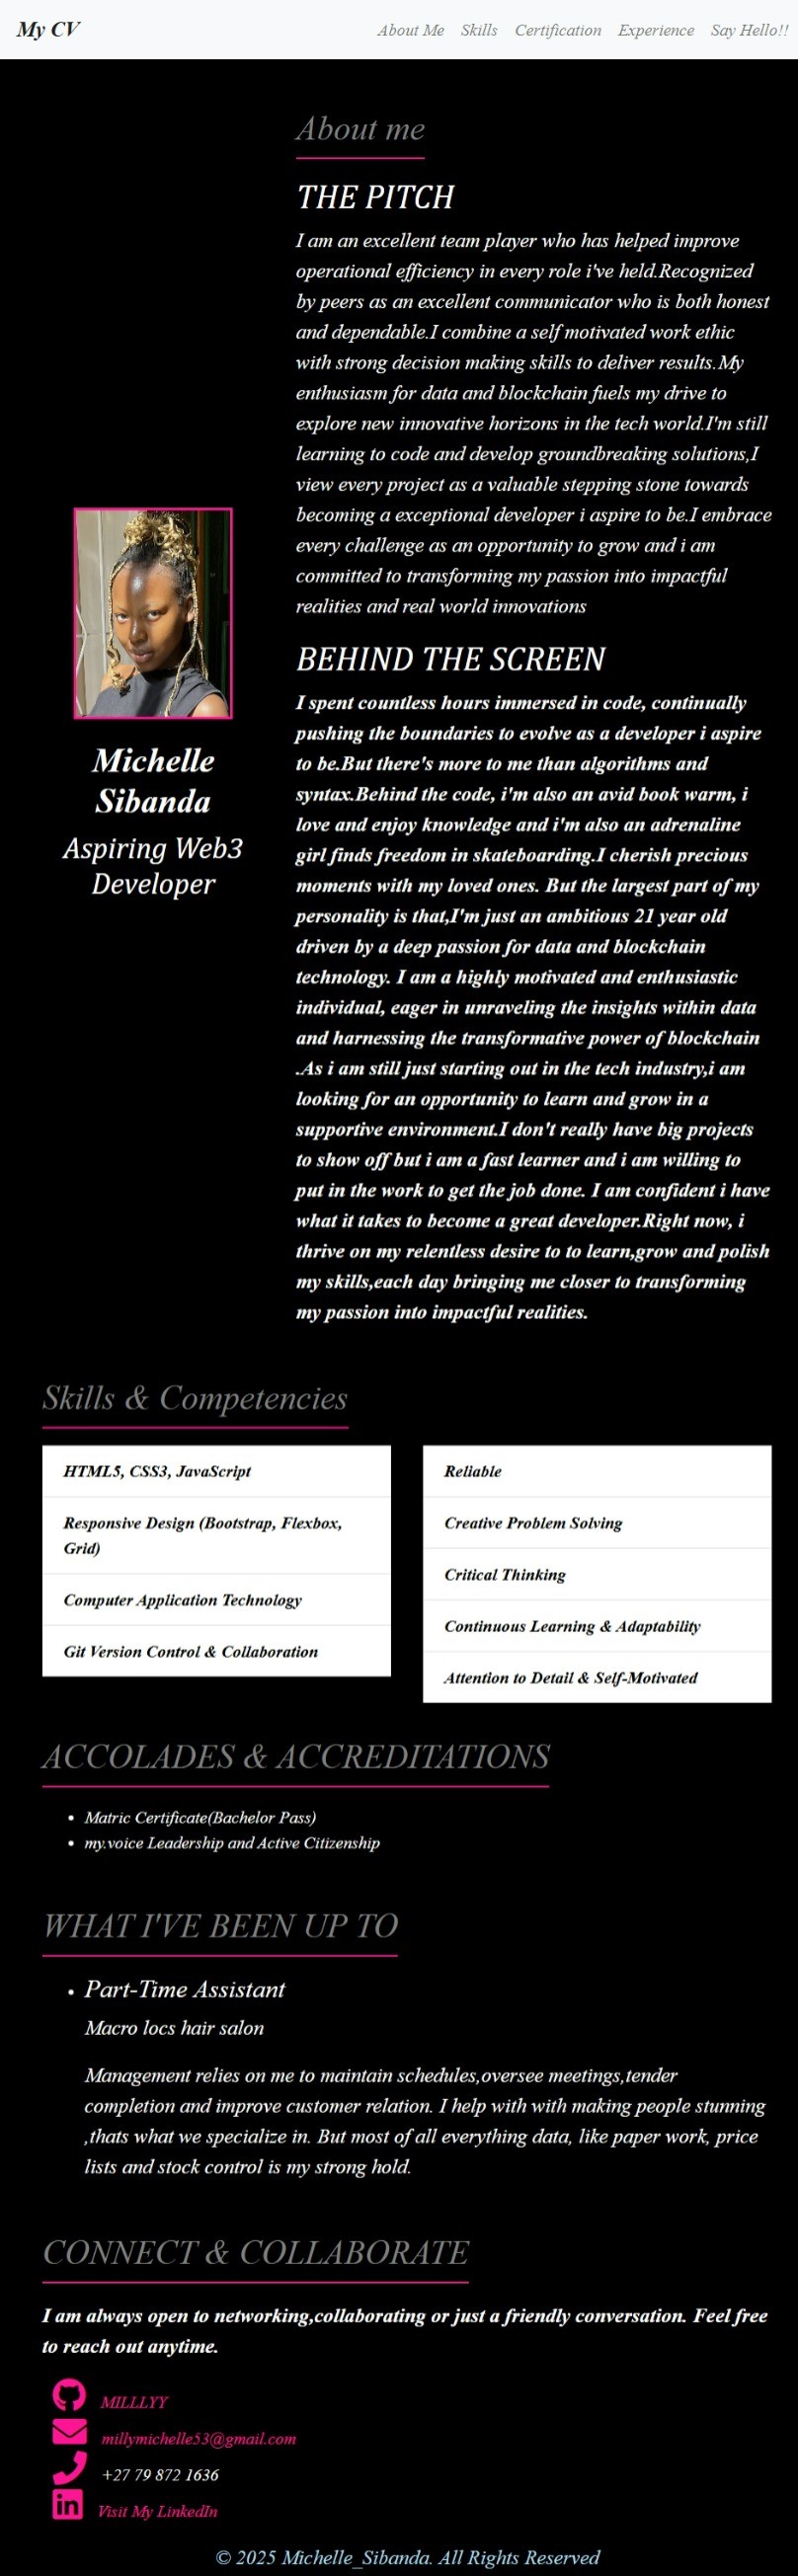 My CV
About Me Skills Certification Experience Say Hello!!
About me
THE PITCH
I am an excellent team player who has helped improve
operational efficiency in every role i've held.Recognized
by peers as an excellent communicator who is both honest
and dependable.I combine a self motivated work ethic
with strong decision making skills to deliver results.My
enthusiasm for data and blockchain fuels my drive to
explore new innovative horizons in the tech world.I'm still
learning to code and develop groundbreaking solutions,I
view every project as a valuable stepping stone towards
becoming a exceptional developer i aspire to be.I embrace
every challenge as an opportunity to grow and i am
committed to transforming my passion into impactful
realities and real world innovations
Michelle
Sibanda
Aspiring Web3
Developer
BEHIND THE SCREEN
I spent countless hours immersed in code, continually
pushing the boundaries to evolve as a developer i aspire
to be.But there's more to me than algorithms and
syntax.Behind the code, i'm also an avid book warm, i
love and enjoy knowledge and i'm also an adrenaline
girl finds freedom in skateboarding.I cherish precious
moments with my loved ones. But the largest part of my
personality is that,I'm just an ambitious 21 year old
driven by a deep passion for data and blockchain
technology. I am a highly motivated and enthusiastic
individual, eager in unraveling the insights within data
and harnessing the transformative power of blockchain
.As i am still just starting out in the tech industry,i am
looking for an opportunity to learn and grow in a
supportive environment.I don't really have big projects
to show off but i am a fast learner and i am willing to
put in the work to get the job done. I am confident i have
what it takes to become a great developer.Right now, i
thrive on my relentless desire to to learn,grow and polish
my skills,each day bringing me closer to transforming
my passion into impactful realities.
Skills & Competencies
HTML5, CSS3, JavaScript
Responsive Design (Bootstrap, Flexbox,
Grid)
Computer Application Technology
Git Version Control & Collaboration
Reliable
Creative Problem Solving
Critical Thinking
Continuous Learning & Adaptability
Attention to Detail & Self-Motivated
ACCOLADES & ACCREDITATIONS
• Matric Certificate(Bachelor Pass)
• my.voice Leadership and Active Citizenship
WHAT I'VE BEEN UP TO
• Part-Time Assistant
Macro locs hair salon
Management relies on me to maintain schedules,oversee meetings,tender
completion and improve customer relation. I help with with making people stunning
,thats what we specialize in. But most of all everything data, like paper work, price
lists and stock control is my strong hold.
CONNECT & COLLABORATE
I am always open to networking,collaborating or just a friendly conversation. Feel free
to reach out anytime.
MILLLYY
millymichelle53@gmail.com
+27 79 872 1636
in Visit My LinkedIn
© 2025 Michelle_Sibanda. All Rights Reserved